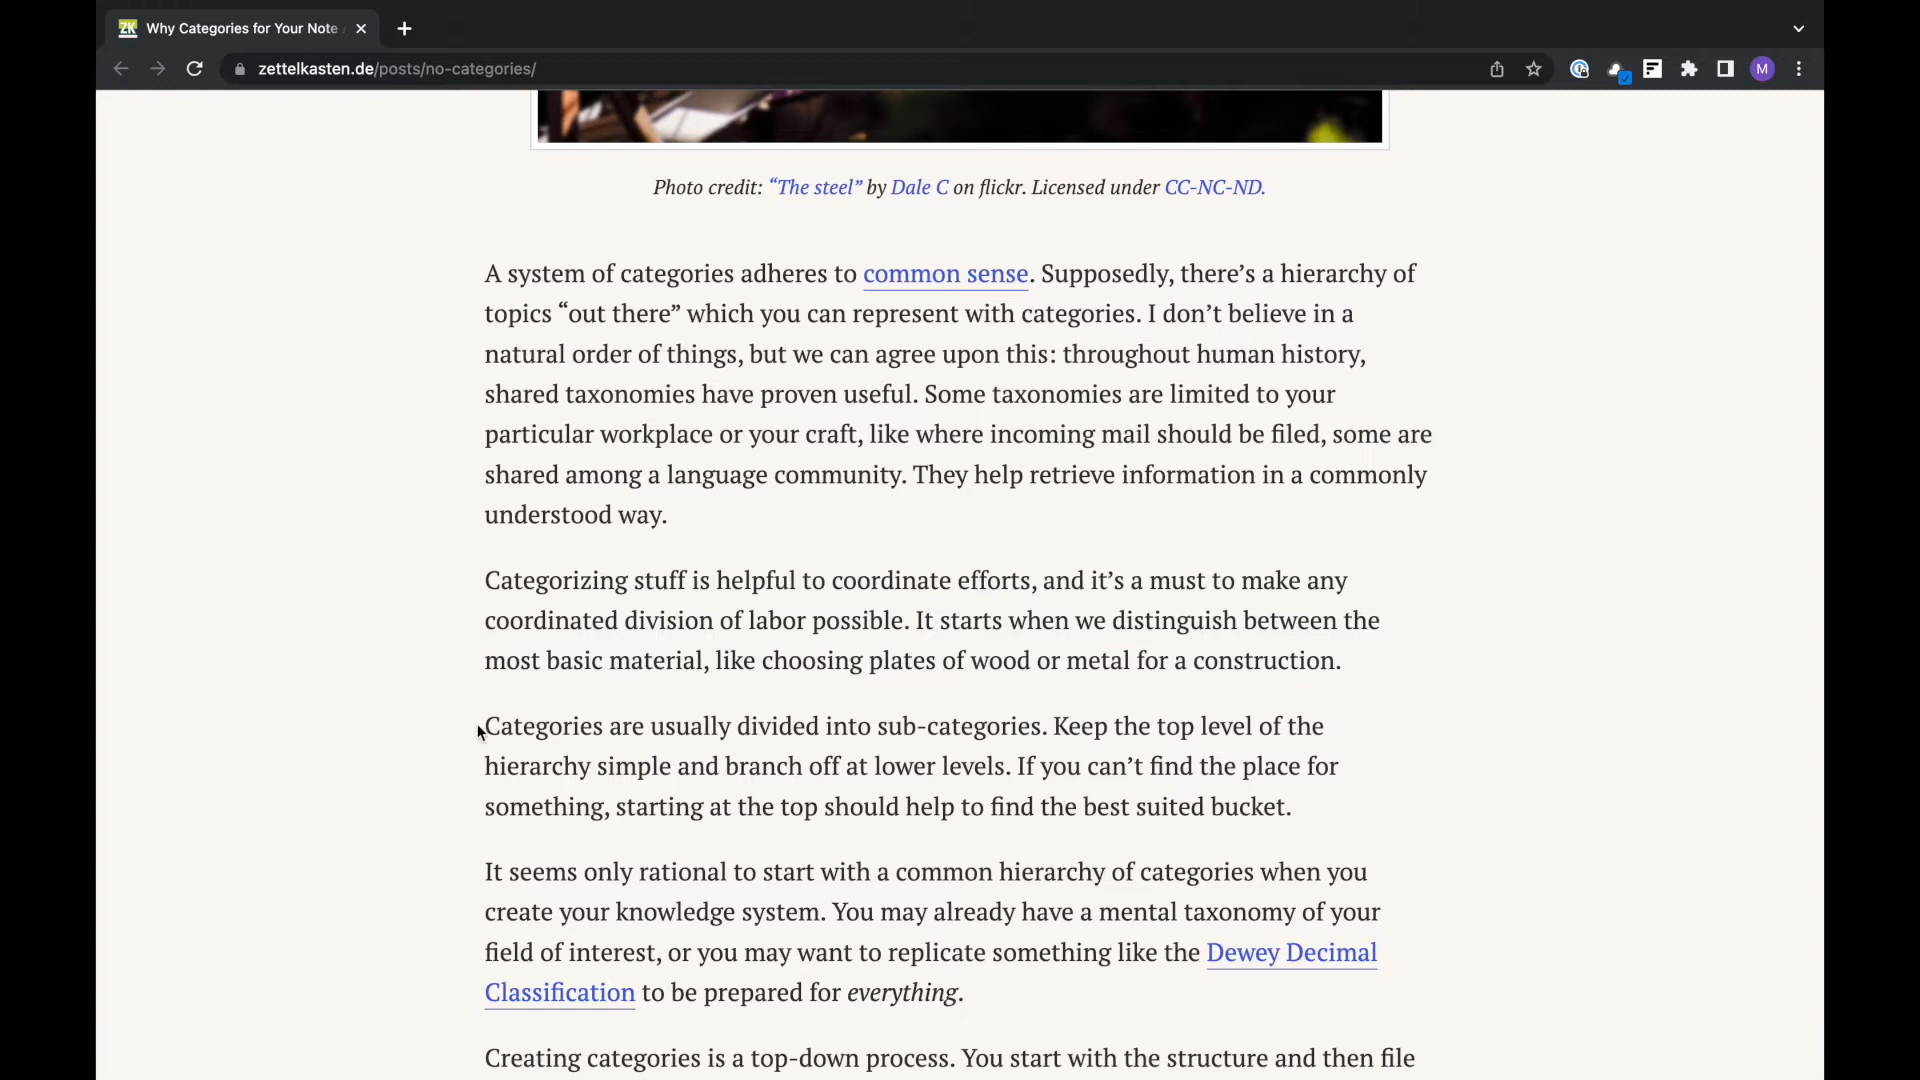 ZK Why Categories for Your Note
zettelkasten.de/posts/no-categories/
M
Photo credit: “The steel” by Dale C on flickr. Licensed under CC-NC-ND.
A system of categories adheres to common sense. Supposedly, there’s a hierarchy of
topics “out there” which you can represent with categories. I don’t believe in a
natural order of things, but we can agree upon this: throughout human history,
shared taxonomies have proven useful. Some taxonomies are limited to your
particular workplace or your craft, like where incoming mail should be filed, some are
shared among a language community. They help retrieve information in a commonly
understood way.
Categorizing stuff is helpful to coordinate efforts, and it’s a must to make any
coordinated division of labor possible. It starts when we distinguish between the
most basic material, like choosing plates of wood or metal for a construction.
Categories are usually divided into sub-categories. Keep the top level of the
hierarchy simple and branch off at lower levels. If you can’t find the place for
something, starting at the top should help to find the best suited bucket.
It seems only rational to start with a common hierarchy of categories when you
create your knowledge system. You may already have a mental taxonomy of your
field of interest, or you may want to replicate something like the Dewey Decimal
Classification to be prepared for everything.
Creating categories is a top-down process. You start with the structure and then file